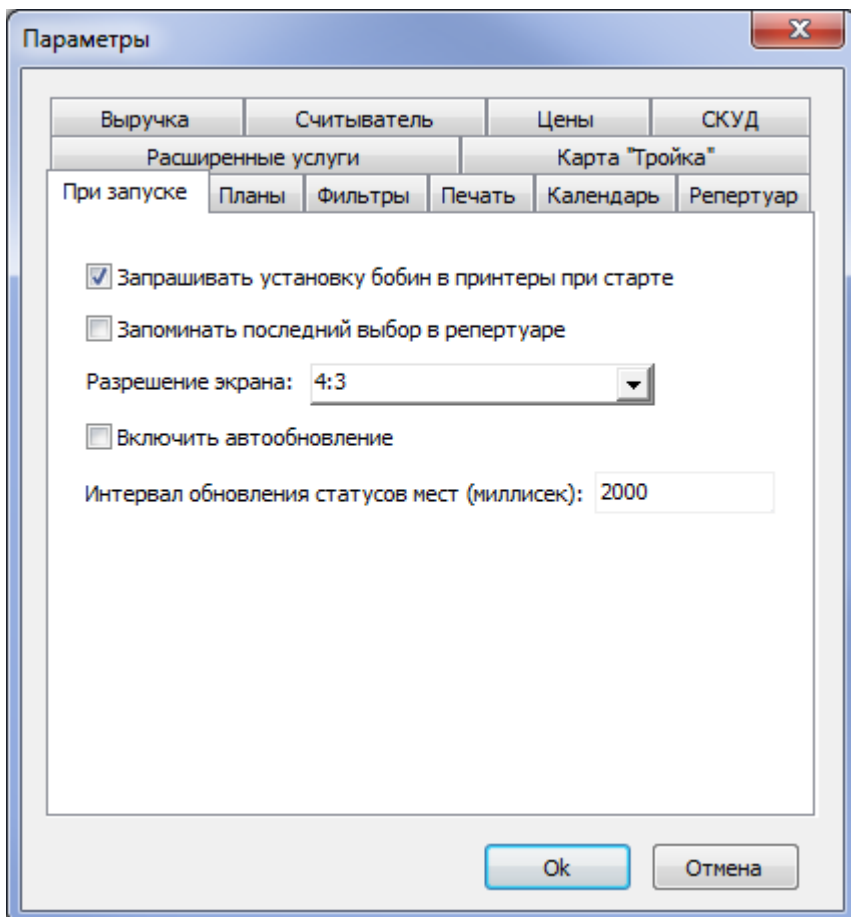 Параметры
Выручка Считыватель Цены СКУД
Расширенные услуги Карта "Тройка"
При запуске Планы Фильтры Печать Календарь Репертуар
Запрашивать установку бобин в принтеры при старте
Запоминать последний выбор в репертуаре
Разрешение экрана: 4:3
Включить автообновление
Интервал обновления статусов мест (миллисек): 2000
Ok Отмена